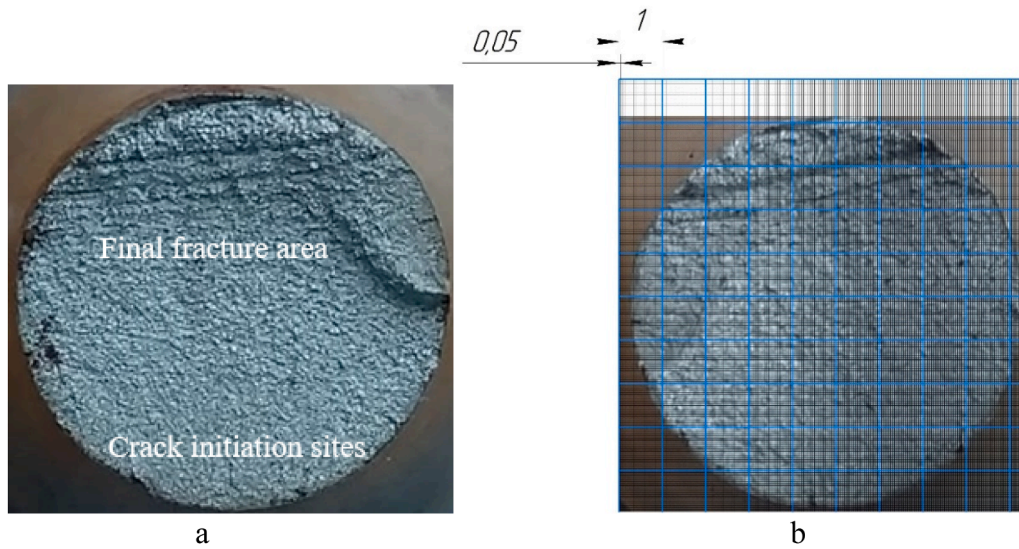 0,05
1
Final fracture area
Crack initiation sites
a
b